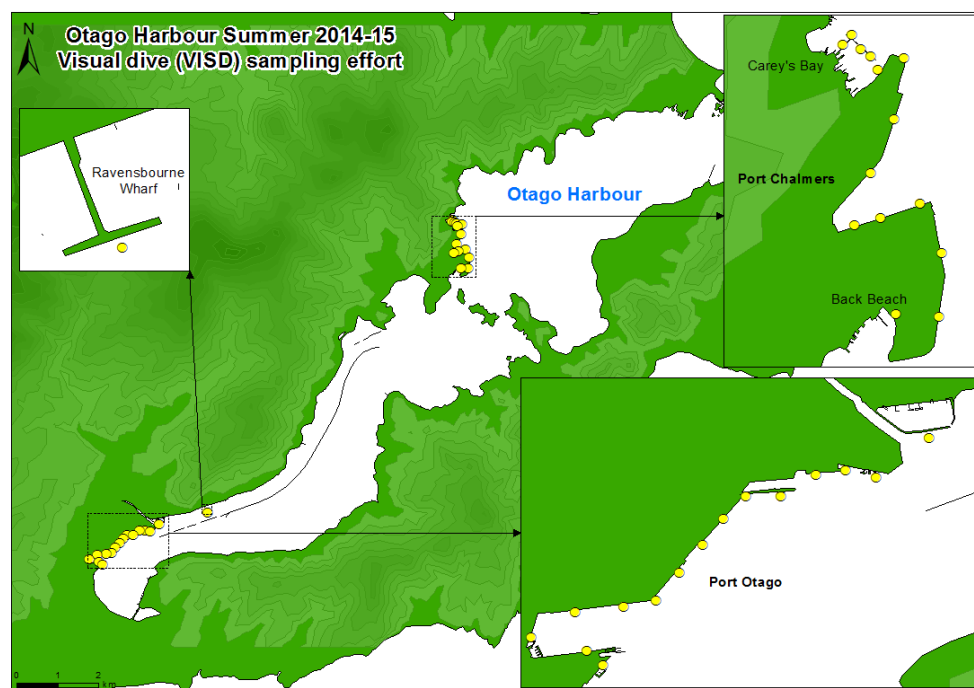 N
Otago Harbour Summer 2014-15
Visual dive (VISD) sampling effort
Carey's Bay
Ravensbourne
Wharf
Port Chalmers
Otago Harbour
Back Beach
Port Otago
0 1 2
km